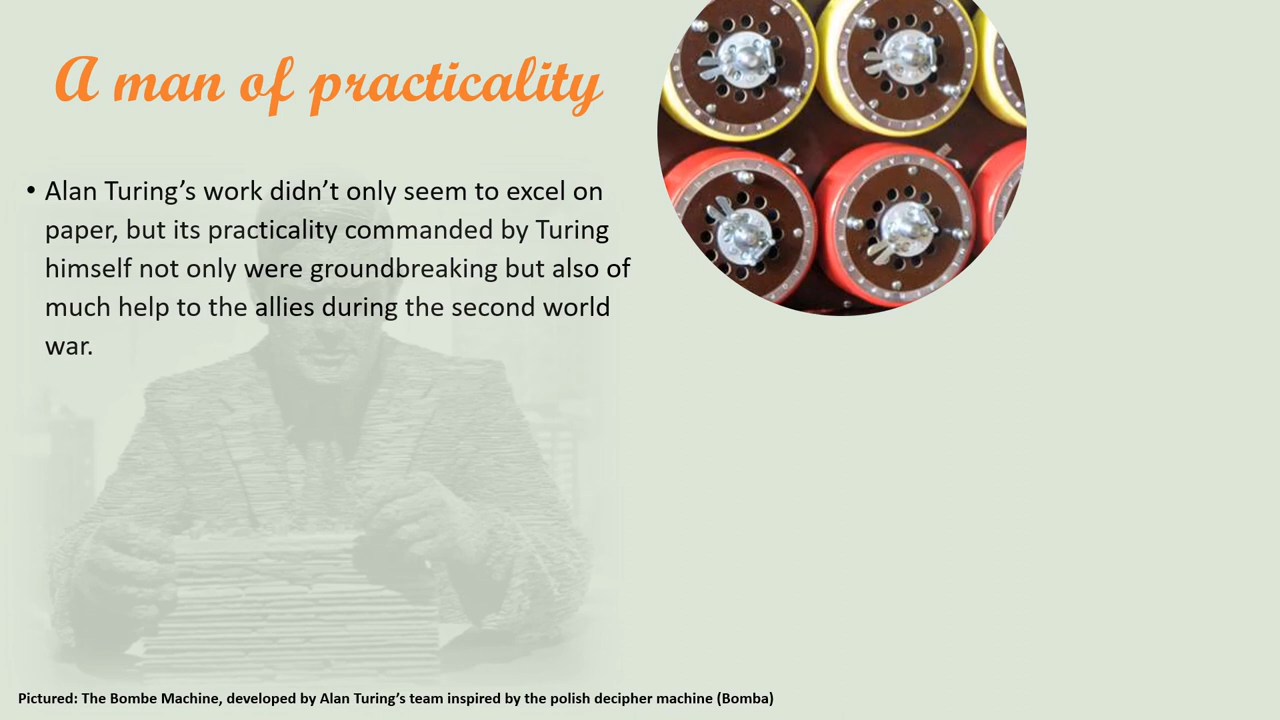 A man of practicality
• Alan Turing’s work didn’t only seem to excel on
paper, but its practicality commanded by Turing
himself not only were groundbreaking but also of
much help to the allies during the second world
war.
Pictured: The Bombe Machine, developed by Alan Turing’s team inspired by the polish decipher machine (Bomba)